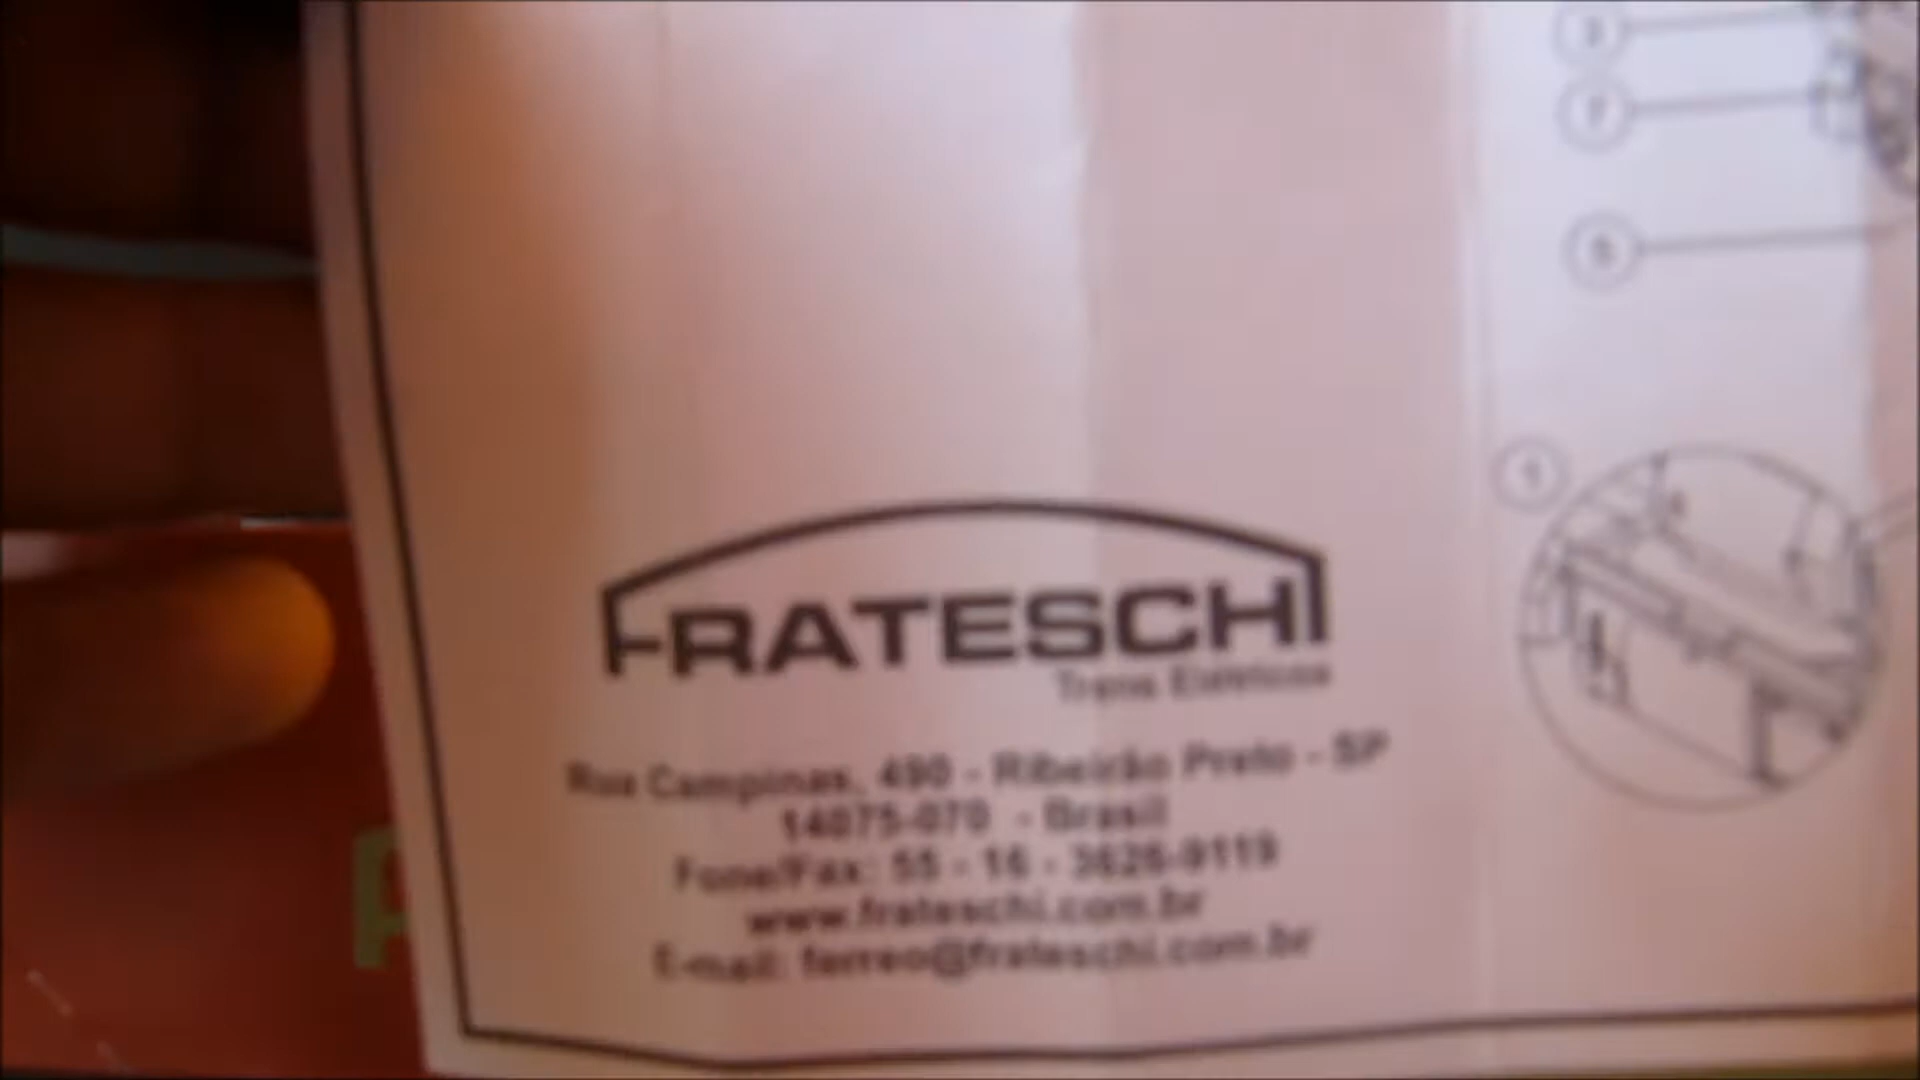 FRATESCHI
Trens Elétricos
Rua Campinas, 490 - Ribeirão Preto - SP
14075-070 - Brasil
Fone/Fax: 55 - 16 - 3626-9119
www.frateschi.com.br
E-mail: ferreo@frateschi.com.br
1